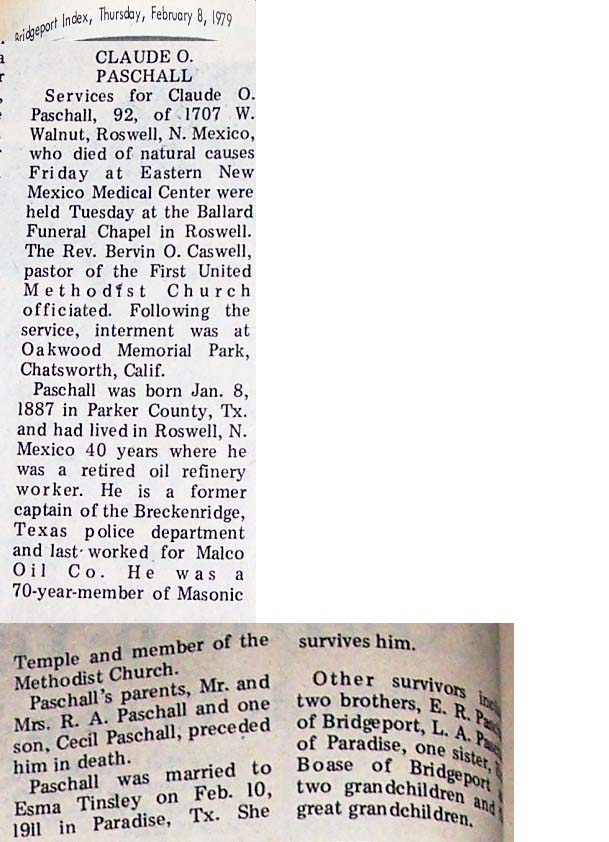 Bridgeport Index, Thursday, February 8, 1979
CLAUDE O.
PASCHALL
Services for Claude O.
Paschall, 92, of 1707 W.
Walnut, Roswell, N. Mexico,
who died of natural causes
Friday at Eastern New
Mexico Medical Center were
held Tuesday at the Ballard
Funeral Chapel in Roswell.
The Rev. Bervin O. Caswell,
pastor of the First United
Methodist Church
officiated. Following the
service, interment was at
Oakwood Memorial Park,
Chatsworth, Calif.
Paschall was born Jan. 8,
1887 in Parker County, Tx.
and had lived in Roswell, N.
Mexico 40 years where he
was a retired oil refinery
worker. He is a former
captain of the Breckenridge,
Texas police department
and last worked for Malco
Oil Co. He was a
70-year-member of Masonic
Temple and member of the
Methodist Church.
Paschall's parents, Mr. and
Mrs. R. A. Paschall and one
son, Cecil Paschall, preceded
him in death.
Paschall was married to
Esma Tinsley on Feb. 10,
1911 in Paradise, Tx. She
survives him.
Other survivors
two brothers, E. R.
of Bridgeport, L. A.
of Paradise, one sister,
Boase of Bridgeport
two grandchildren and
great grandchildren.